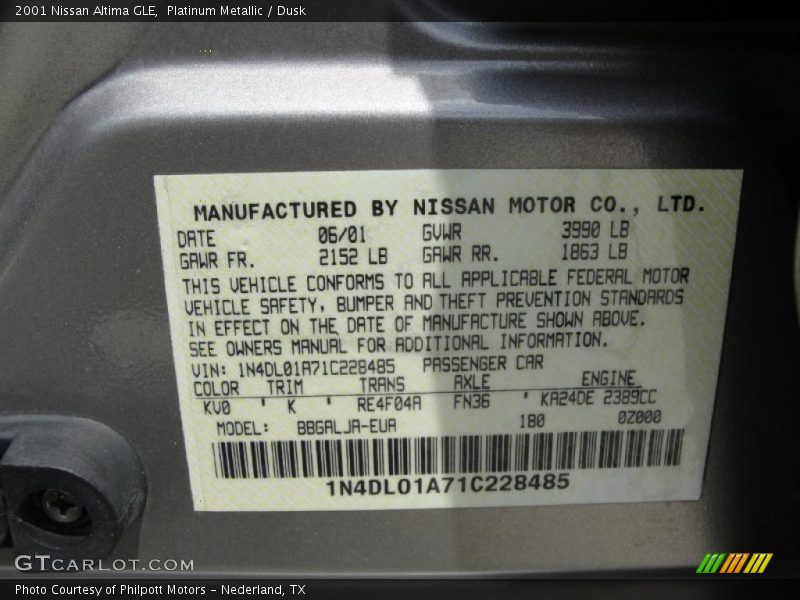 2001 Nissan Altima GLE,  Platinum Metallic / Dusk
MANUFACTURED BY NISSAN MOTOR CO., LTD.
DATE 06/01 GVWR 3990 LB
GAWR FR. 2152 LB GAWR RR. 1863 LB
THIS VEHICLE CONFORMS TO ALL APPLICABLE FEDERAL MOTOR
VEHICLE SAFETY, BUMPER AND THEFT PREVENTION STANDARDS
IN EFFECT ON THE DATE OF MANUFACTURE SHOWN ABOVE.
SEE OWNERS MANUAL FOR ADDITIONAL INFORMATION.
VIN: 1N4DL01A71C228485 PASSENGER CAR
COLOR TRIM TRANS AXLE ENGINE
KV0 ' K ' RE4F04A FN36 ' KA24DE 2389CC
MODEL: BBGALJA-EUA 180 0Z000
1N4DL01A71C228485
GTCARLOT.COM
Photo Courtesy of Philpott Motors - Nederland, TX